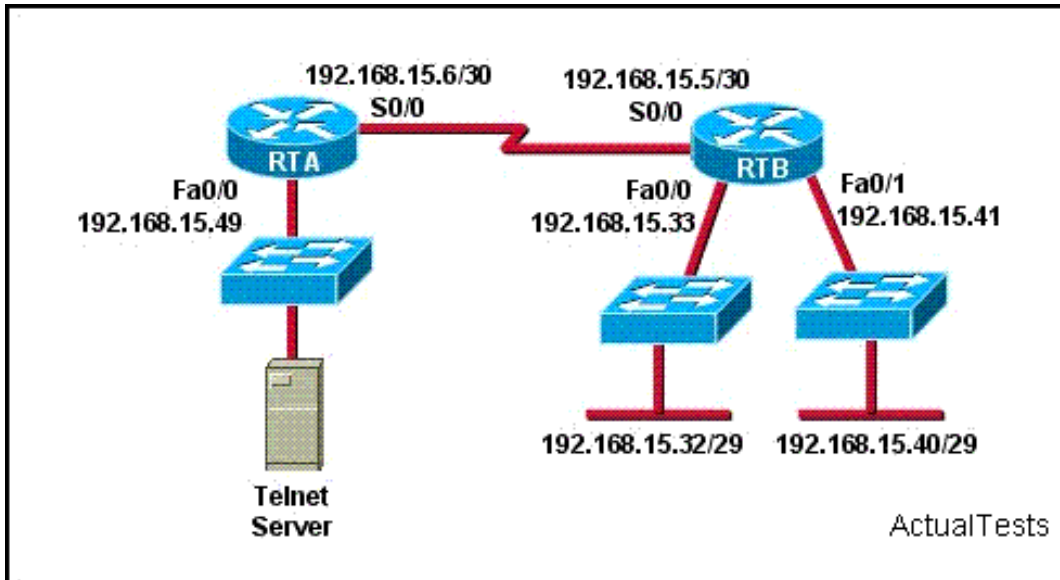 192.168.15.6/30
S0/0
192.168.15.5/30
S0/0
RTA
RTB
Fa0/0
192.168.15.49
Fa0/0
192.168.15.33
Fa0/1
192.168.15.41
192.168.15.32/29
192.168.15.40/29
Telnet
Server
ActualTests